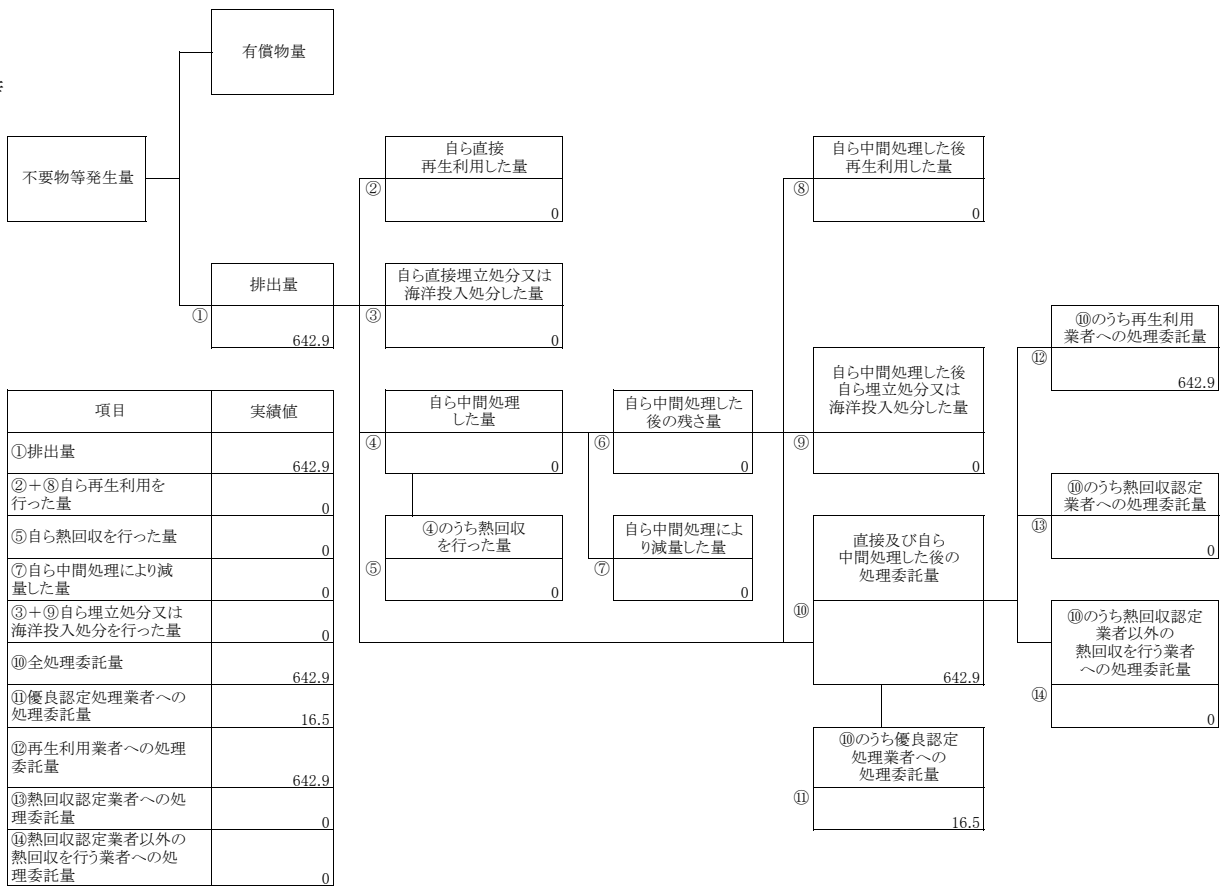 有償物量
不要物等発生量
自ら直接
再生利用した量
②
0
自ら中間処理した後
再生利用した量
⑧
0
排出量
①
642.9
自ら直接埋立処分又は
海洋投入処分した量
③
0
⑩のうち再生利用
業者への処理委託量
⑫
642.9
自ら中間処理
した量
④
0
自ら中間処理した
後の残さ量
⑥
0
自ら中間処理した後
自ら埋立処分又は
海洋投入処分した量
⑨
0
④のうち熱回収
を行った量
⑤
0
自ら中間処理によ
り減量した量
⑦
0
直接及び自ら
中間処理した後の
処理委託量
⑩
642.9
⑩のうち熱回収認定
業者への処理委託量
⑬
0
⑩のうち熱回収認定
業者以外の
熱回収を行う業者
への処理委託量
⑭
0
⑩のうち優良認定
処理業者への
処理委託量
⑪
16.5
項目 実績値
①排出量
642.9
②＋⑧自ら再生利用を
行った量
0
⑤自ら熱回収を行った量
0
⑦自ら中間処理により減
量した量
0
③＋⑨自ら埋立処分又は
海洋投入処分を行った量
0
⑩全処理委託量
642.9
⑪優良認定処理業者への
処理委託量
16.5
⑫再生利用業者への処理
委託量
642.9
⑬熱回収認定業者への処
理委託量
0
⑭熱回収認定業者以外の
熱回収を行う業者への処
理委託量
0